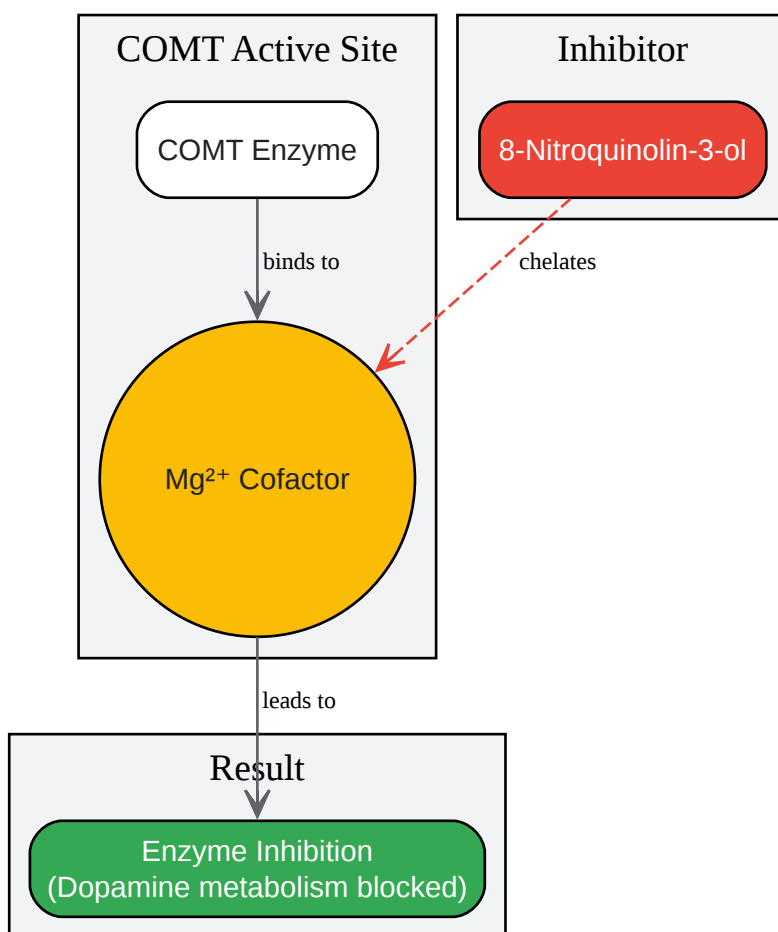 COMT Active Site
Inhibitor
COMT Enzyme
8-Nitroquinolin-3-ol
binds to
chelates
Mg²⁺ Cofactor
leads to
Result
Enzyme Inhibition
(Dopamine metabolism blocked)